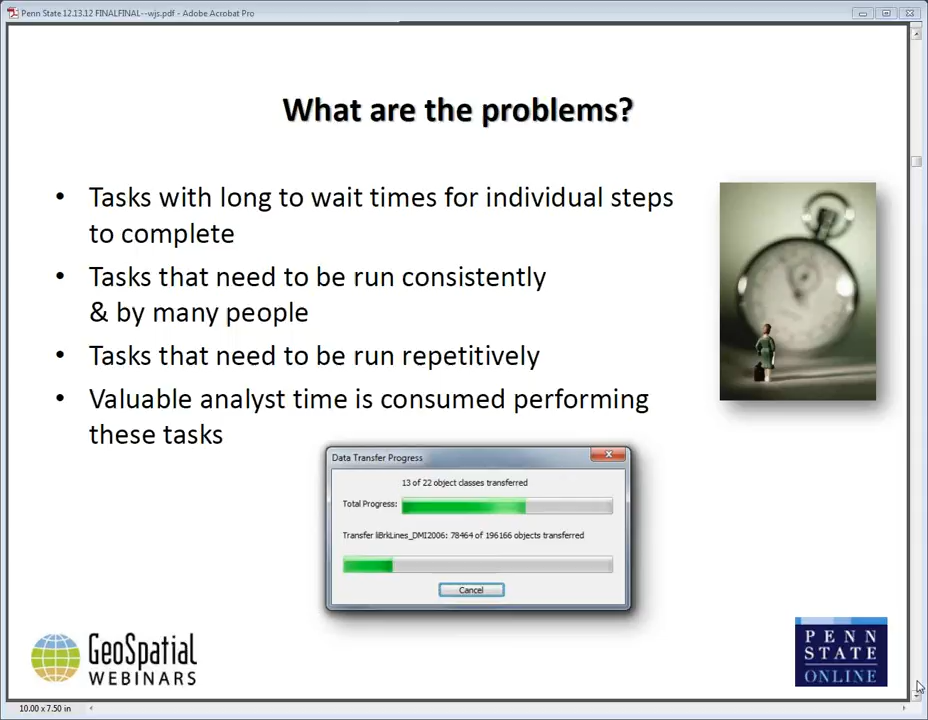 Penn State 12.13.12 FINALFINAL--wjs.pdf - Adobe Acrobat Pro
What are the problems?
• Tasks with long to wait times for individual steps
to complete
• Tasks that need to be run consistently
& by many people
• Tasks that need to be run repetitively
• Valuable analyst time is consumed performing
these tasks
Data Transfer Progress
13 of 22 object classes transferred
Total Progress:
Transfer liBrkLines_DMI2006: 78464 of 196166 objects transferred
Cancel
GeoSpatial
WEBINARS
PENN
STATE
ONLINE
10.00 x 7.50 in